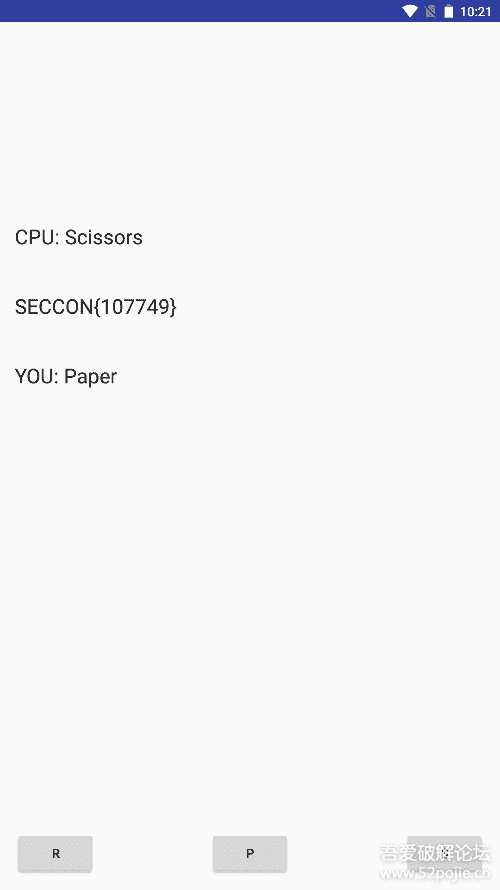 10:21
CPU: Scissors
SECCON{107749}
YOU: Paper
R
P
吾爱破解论坛
www.52pojie.cn